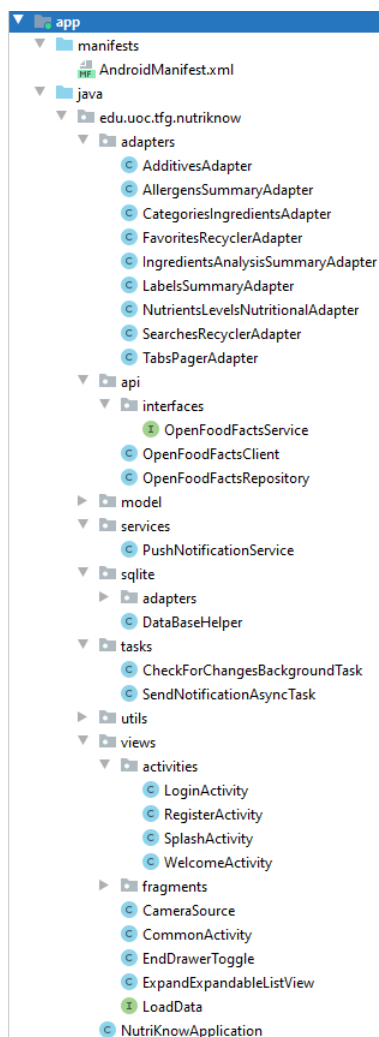 app
manifests
MF AndroidManifest.xml
java
edu.uoc.tfg.nutriknow
adapters
C AdditivesAdapter
C AllergensSummaryAdapter
C CategoriesIngredientsAdapter
C FavoritesRecyclerAdapter
C IngredientsAnalysisSummaryAdapter
C LabelsSummaryAdapter
C NutrientsLevelsNutritionalAdapter
C SearchesRecyclerAdapter
C TabsPagerAdapter
api
interfaces
I OpenFoodFactsService
C OpenFoodFactsClient
C OpenFoodFactsRepository
model
services
C PushNotificationService
sqlite
adapters
C DataBaseHelper
tasks
C CheckForChangesBackgroundTask
C SendNotificationAsyncTask
utils
views
activities
C LoginActivity
C RegisterActivity
C SplashActivity
C WelcomeActivity
fragments
C CameraSource
C CommonActivity
C EndDrawerToggle
C ExpandExpandableListView
I LoadData
C NutriKnowApplication